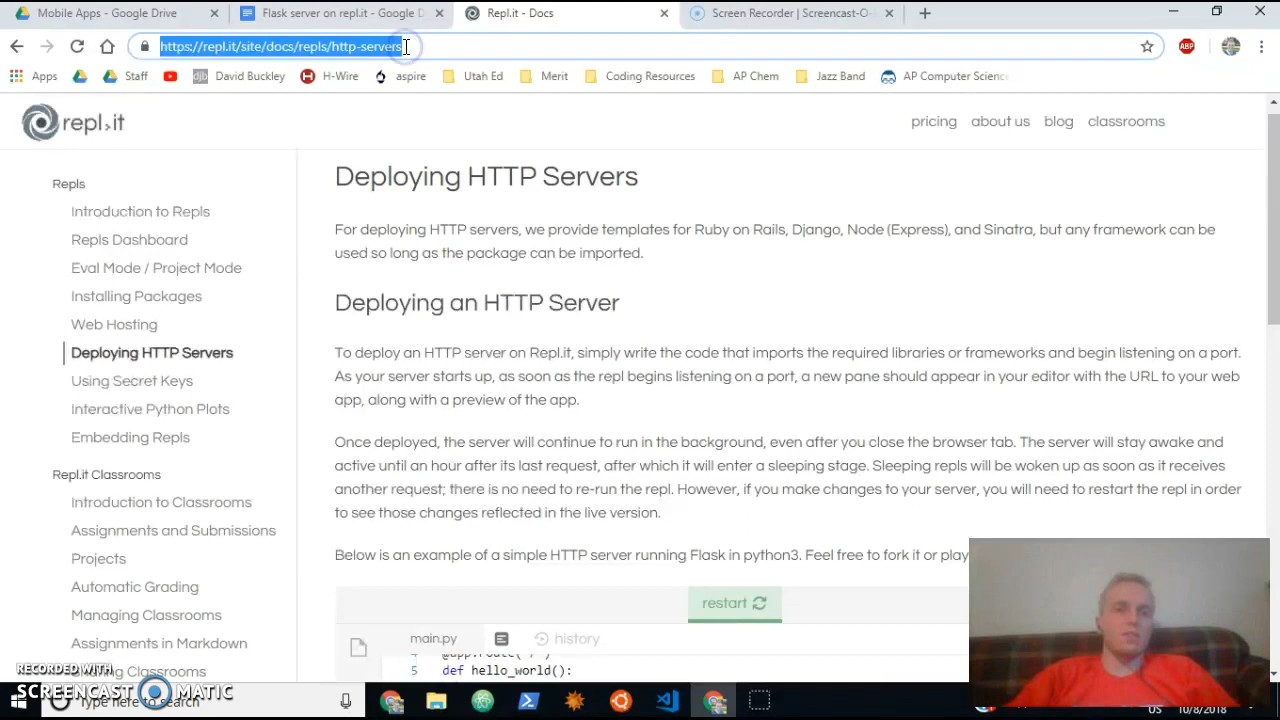 Mobile Apps - Google Drive
Flask server on repl.it - Google D
Repl.it - Docs
Screen Recorder | Screencast-O-
https://repl.it/site/docs/repls/http-servers
ABP
Apps
Staff
djb David Buckley
H-Wire
aspire
Utah Ed
Merit
Coding Resources
AP Chem
Jazz Band
AP Computer Scienc
repl.it
pricing
about us
blog
classrooms
Repls
Introduction to Repls
Repls Dashboard
Eval Mode / Project Mode
Installing Packages
Web Hosting
Deploying HTTP Servers
Using Secret Keys
Interactive Python Plots
Embedding Repls
Repl.it Classrooms
Introduction to Classrooms
Assignments and Submissions
Projects
Automatic Grading
Managing Classrooms
Assignments in Markdown
Classrooms
Deploying HTTP Servers
For deploying HTTP servers, we provide templates for Ruby on Rails, Django, Node (Express), and Sinatra, but any framework can be
used so long as the package can be imported.
Deploying an HTTP Server
To deploy an HTTP server on Repl.it, simply write the code that imports the required libraries or frameworks and begin listening on a port.
As your server starts up, as soon as the repl begins listening on a port, a new pane should appear in your editor with the URL to your web
app, along with a preview of the app.
Once deployed, the server will continue to run in the background, even after you close the browser tab. The server will stay awake and
active until an hour after its last request, after which it will enter a sleeping stage. Sleeping repls will be woken up as soon as it receives
another request; there is no need to re-run the repl. However, if you make changes to your server, you will need to restart the repl in order
to see those changes reflected in the live version.
Below is an example of a simple HTTP server running Flask in python3. Feel free to fork it or play
restart
main.py
history
4 @app.route('/')
5 def hello_world():
RECORDED WITH
SCREENCAST MATIC
Type here to search
US
10/8/2018